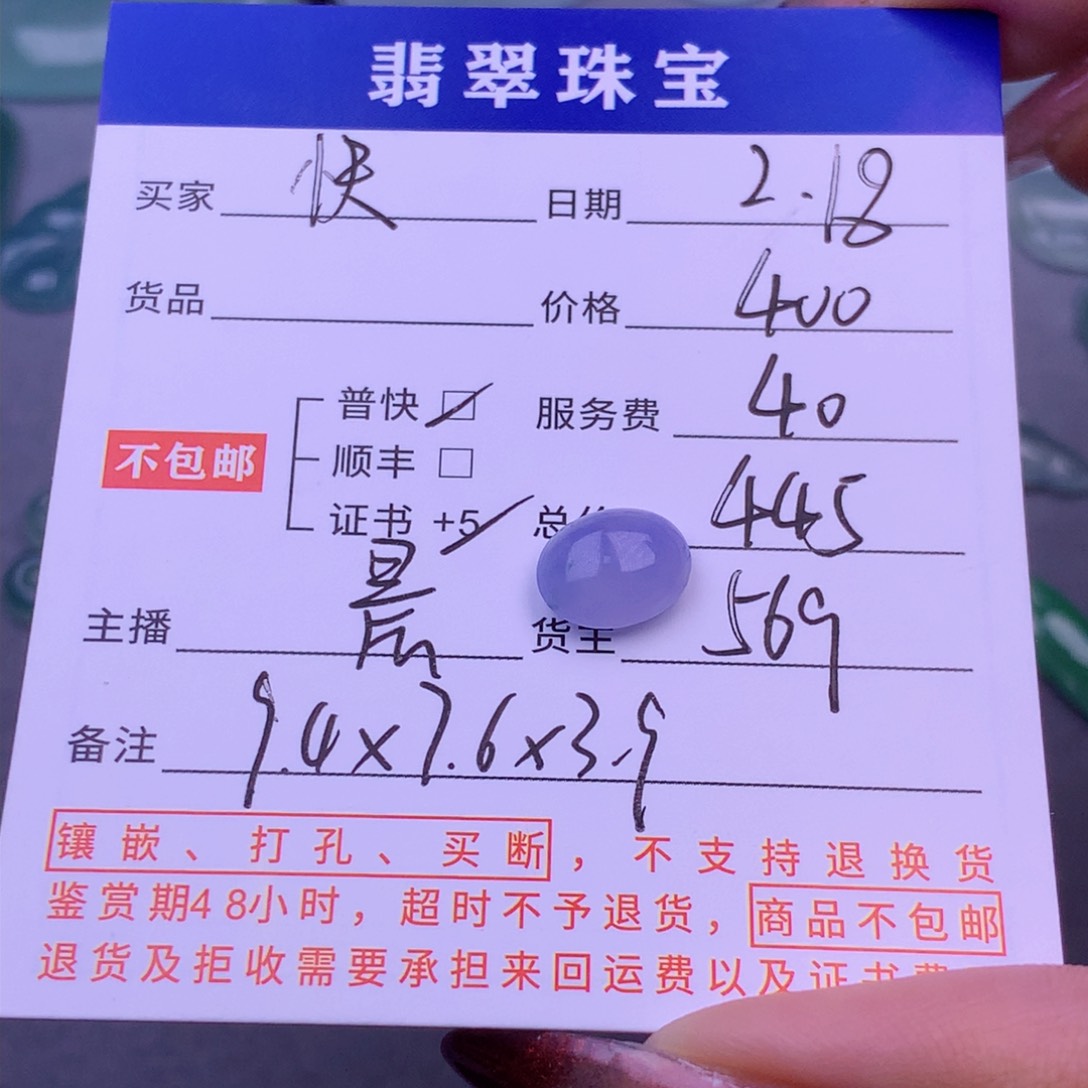 翡翠珠宝
买家 快 日期 2.18
货品 价格 400
普快 服务费 40
不包邮 顺丰
证书 +5 总 445
主播 晨 货主 569
备注 9.4x7.6x3.9
镶嵌、打孔、买断，不支持退换货
鉴赏期48小时，超时不予退货，商品不包邮
退货及拒收需要承担来回运费以及证书费